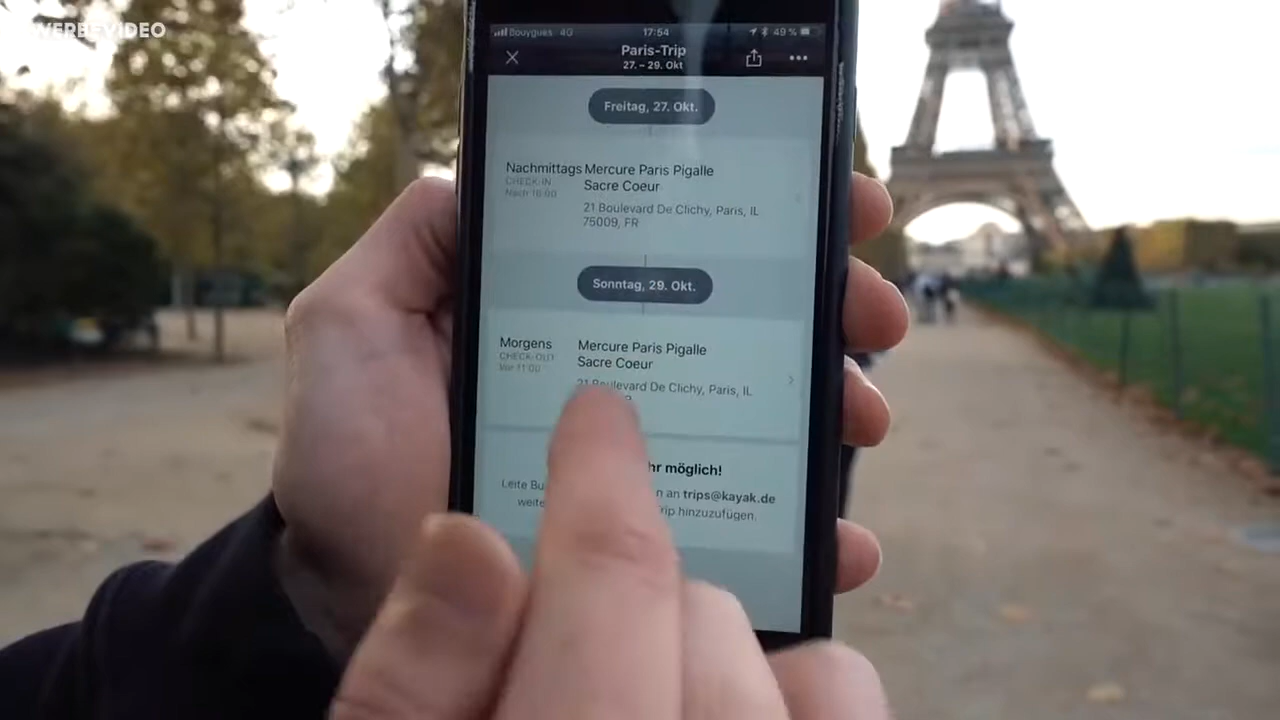 WERBEVIDEO
Bouygues 4G 17:54 49 %
Paris-Trip
27. – 29. Okt
Freitag, 27. Okt.
Nachmittags Mercure Paris Pigalle
CHECK-IN Sacre Coeur
Nach 16:00
21 Boulevard De Clichy, Paris, IL
75009, FR
Sonntag, 29. Okt.
Morgens Mercure Paris Pigalle
CHECK-OUT Sacre Coeur
11:00
21 Boulevard De Clichy, Paris, IL
hr möglich!
Leite Bu n an trips@kayak.de
weite rip hinzuzufügen.